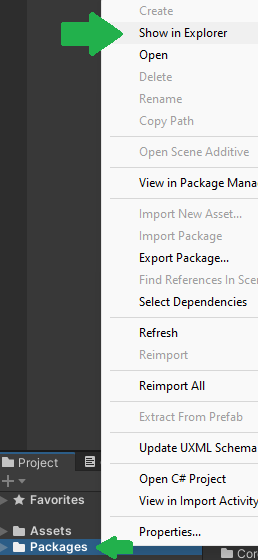 Create
Show in Explorer
Open
Delete
Rename
Copy Path
Open Scene Additive
View in Package Mana
Import New Asset...
Import Package
Export Package...
Find References In Scen
Select Dependencies
Refresh
Reimport
Reimport All
Extract From Prefab
Update UXML Schema
Open C# Project
View in Import Activity
Properties...
Project
Favorites
Assets
Packages
Core